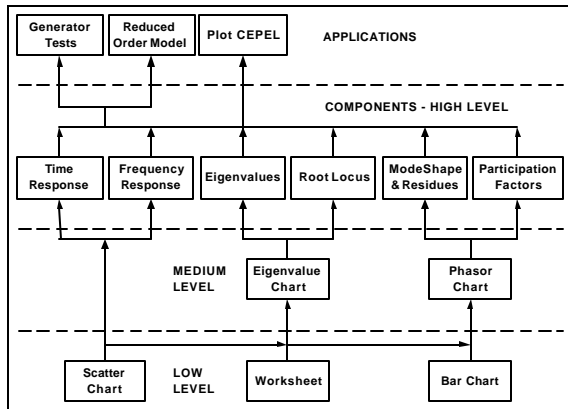 Generator
Tests
Reduced
Order Model
Plot CEPEL
APPLICATIONS
COMPONENTS - HIGH LEVEL
Time
Response
Frequency
Response
Eigenvalues
Root Locus
ModeShape
& Residues
Participation
Factors
MEDIUM
LEVEL
Eigenvalue
Chart
Phasor
Chart
Scatter
Chart
LOW
LEVEL
Worksheet
Bar Chart